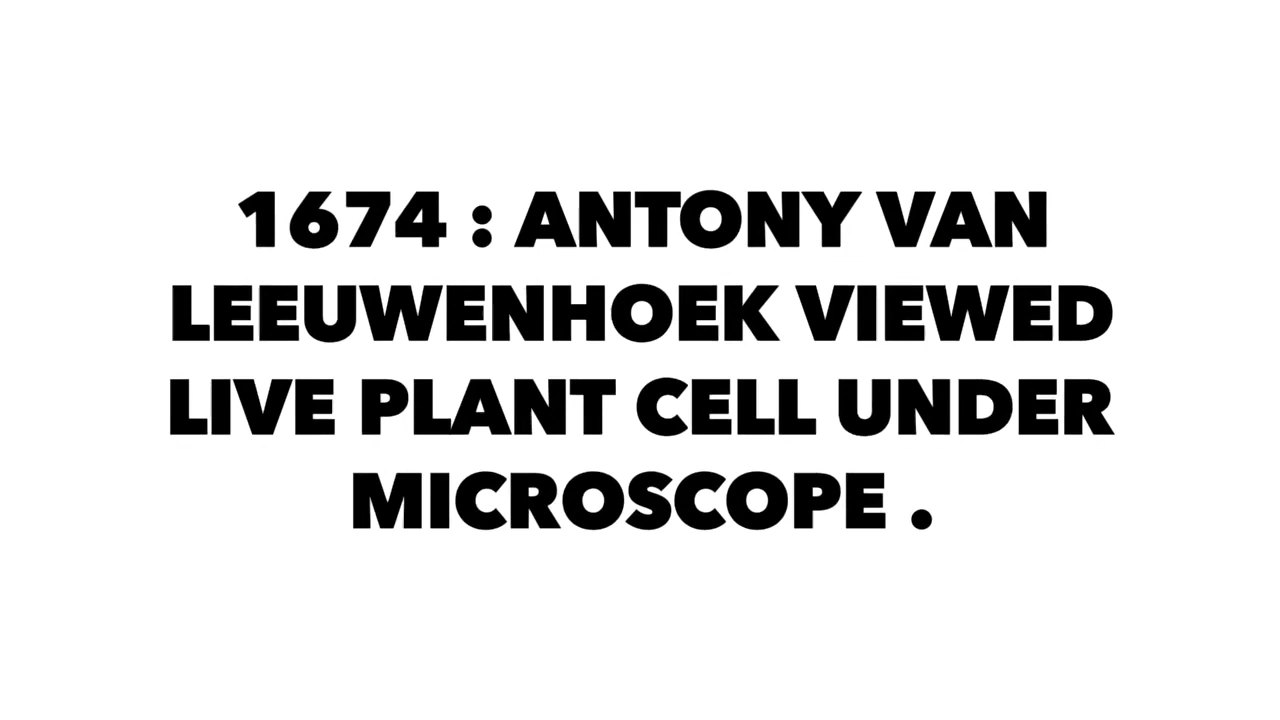 1674 : ANTONY VAN
LEEUWENHOEK VIEWED
LIVE PLANT CELL UNDER
MICROSCOPE .